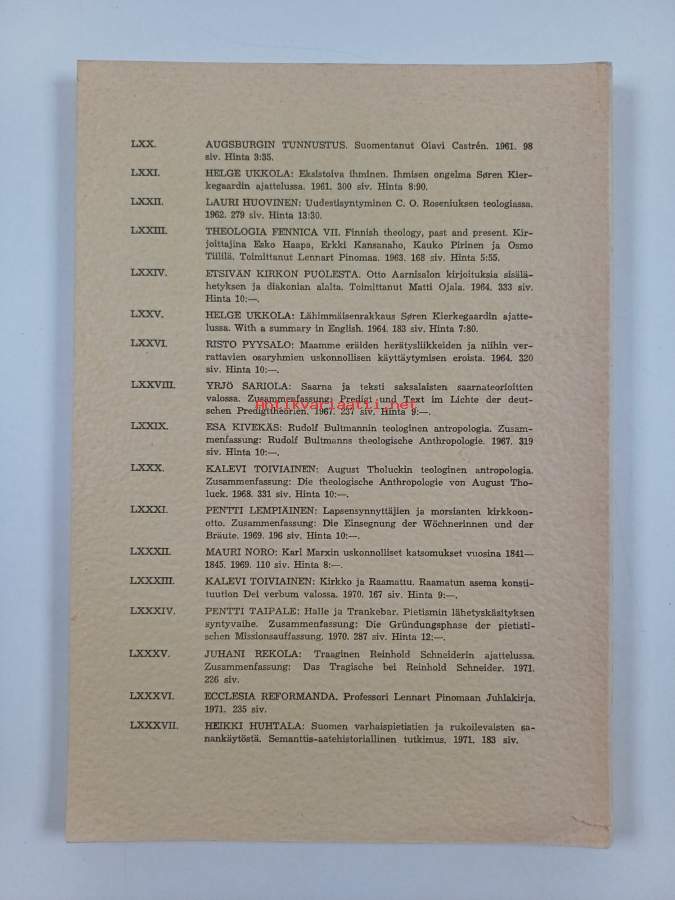 LXX. AUGSBURGIN TUNNUSTUS. Suomentanut Olavi Castrén. 1961. 98
siv. Hinta 3:35.
LXXI. HELGE UKKOLA: Eksistoiva ihminen. Ihmisen ongelma Søren Kier-
kegaardin ajattelussa. 1961. 300 siv. Hinta 8:90.
LXXII. LAURI HUOVINEN: Uudestisyntyminen C. O. Roseniuksen teologiassa.
1962. 279 siv. Hinta 13:30.
LXXIII. THEOLOGIA FENNICA VII. Finnish theology, past and present. Kir-
joittajina Esko Haapa, Erkki Kansanaho, Kauko Pirinen ja Osmo
Tiililä. Toimittanut Lennart Pinomaa. 1963. 168 siv. Hinta 5:55.
LXXIV. ETSIVÄN KIRKON PUOLESTA. Otto Aarnisalon kirjoituksia sisälä-
hetyksen ja diakonian alalta. Toimittanut Matti Ojala. 1964. 333 siv.
Hinta 10:—.
LXXV. HELGE UKKOLA: Lähimmäisenrakkaus Søren Kierkegaardin ajatte-
lussa. With a summary in English. 1964. 183 siv. Hinta 7:80.
LXXVI. RISTO PYYSALO: Maamme eräiden herätysliikkeiden ja niihin ver-
rattavien osaryhmien uskonnollisen käyttäytymisen eroista. 1964. 320
siv. Hinta 10:—.
LXXVIII. YRJÖ SARIOLA: Saarna ja teksti saksalaisten saarnateorioitten
valossa. Zusammenfassung: Predigt und Text im Lichte der deut-
schen Predigttheorien. 1967. 257 siv. Hinta 9:—.
Antikvariaatti.net
LXXIX. ESA KIVEKÄS: Rudolf Bultmannin teologinen antropologia. Zusam-
menfassung: Rudolf Bultmanns theologische Anthropologie. 1967. 319
siv. Hinta 10:—.
LXXX. KALEVI TOIVIAINEN: August Tholuckin teologinen antropologia.
Zusammenfassung: Die theologische Anthropologie von August Tho-
luck. 1968. 331 siv. Hinta 10:—.
LXXXI. PENTTI LEMPIÄINEN: Lapsensynnyttäjien ja morsianten kirkkoon-
otto. Zusammenfassung: Die Einsegnung der Wöchnerinnen und der
Bräute. 1969. 196 siv. Hinta 10:—.
LXXXII. MAURI NORO: Karl Marxin uskonnolliset katsomukset vuosina 1841—
1845. 1969. 110 siv. Hinta 8:—.
LXXXIII. KALEVI TOIVIAINEN: Kirkko ja Raamattu. Raamatun asema konsti-
tuution Dei verbum valossa. 1970. 167 siv. Hinta 9:—.
LXXXIV. PENTTI TAIPALE: Halle ja Trankebar. Pietismin lähetyskäsityksen
syntyvaihe. Zusammenfassung: Die Gründungsphase der pietisti-
schen Missionsauffassung. 1970. 287 siv. Hinta 12:—.
LXXXV. JUHANI REKOLA: Traaginen Reinhold Schneiderin ajattelussa.
Zusammenfassung: Das Tragische bei Reinhold Schneider. 1971.
226 siv.
LXXXVI. ECCLESIA REFORMANDA. Professori Lennart Pinomaan Juhlakirja.
1971. 235 siv.
LXXXVII. HEIKKI HUHTALA: Suomen varhaispietistien ja rukoilevaisten sa-
nankäytöstä. Semanttis-aatehistoriallinen tutkimus. 1971. 183 siv.